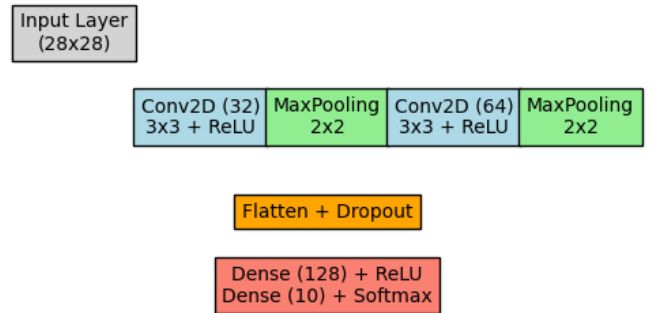 Input Layer
(28x28)
Conv2D (32)
3x3 + ReLU
MaxPooling
2x2
Conv2D (64)
3x3 + ReLU
MaxPooling
2x2
Flatten + Dropout
Dense (128) + ReLU
Dense (10) + Softmax